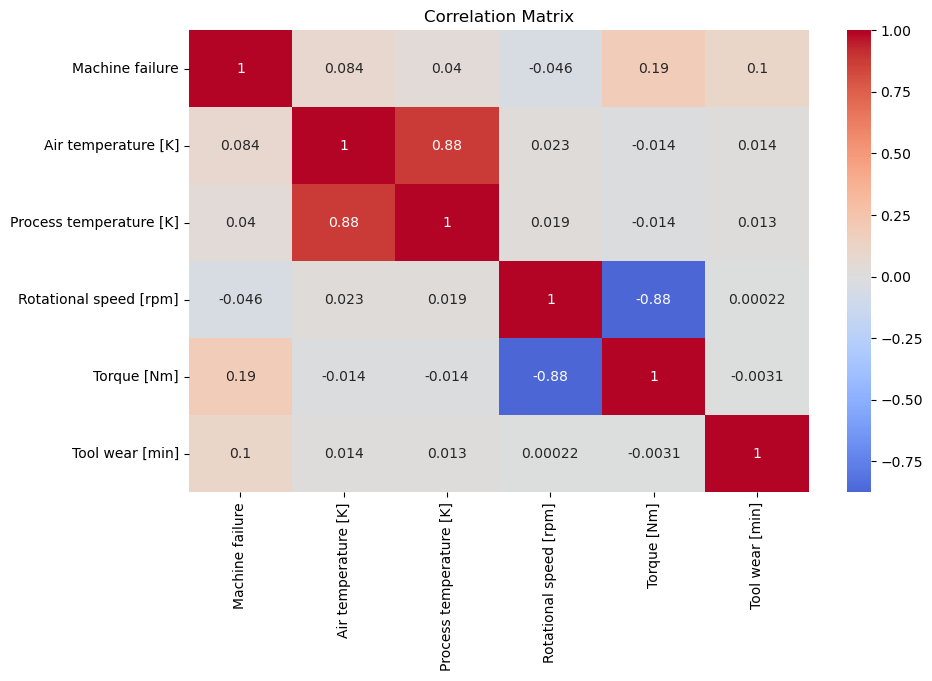 Correlation Matrix
Machine failure 1 0.084 0.04 -0.046 0.19 0.1
Air temperature [K] 0.084 1 0.88 0.023 -0.014 0.014
Process temperature [K] 0.04 0.88 1 0.019 -0.014 0.013
Rotational speed [rpm] -0.046 0.023 0.019 1 -0.88 0.00022
Torque [Nm] 0.19 -0.014 -0.014 -0.88 1 -0.0031
Tool wear [min] 0.1 0.014 0.013 0.00022 -0.0031 1
Machine failure
Air temperature [K]
Process temperature [K]
Rotational speed [rpm]
Torque [Nm]
Tool wear [min]
1.00
0.75
0.50
0.25
0.00
−0.25
−0.50
−0.75